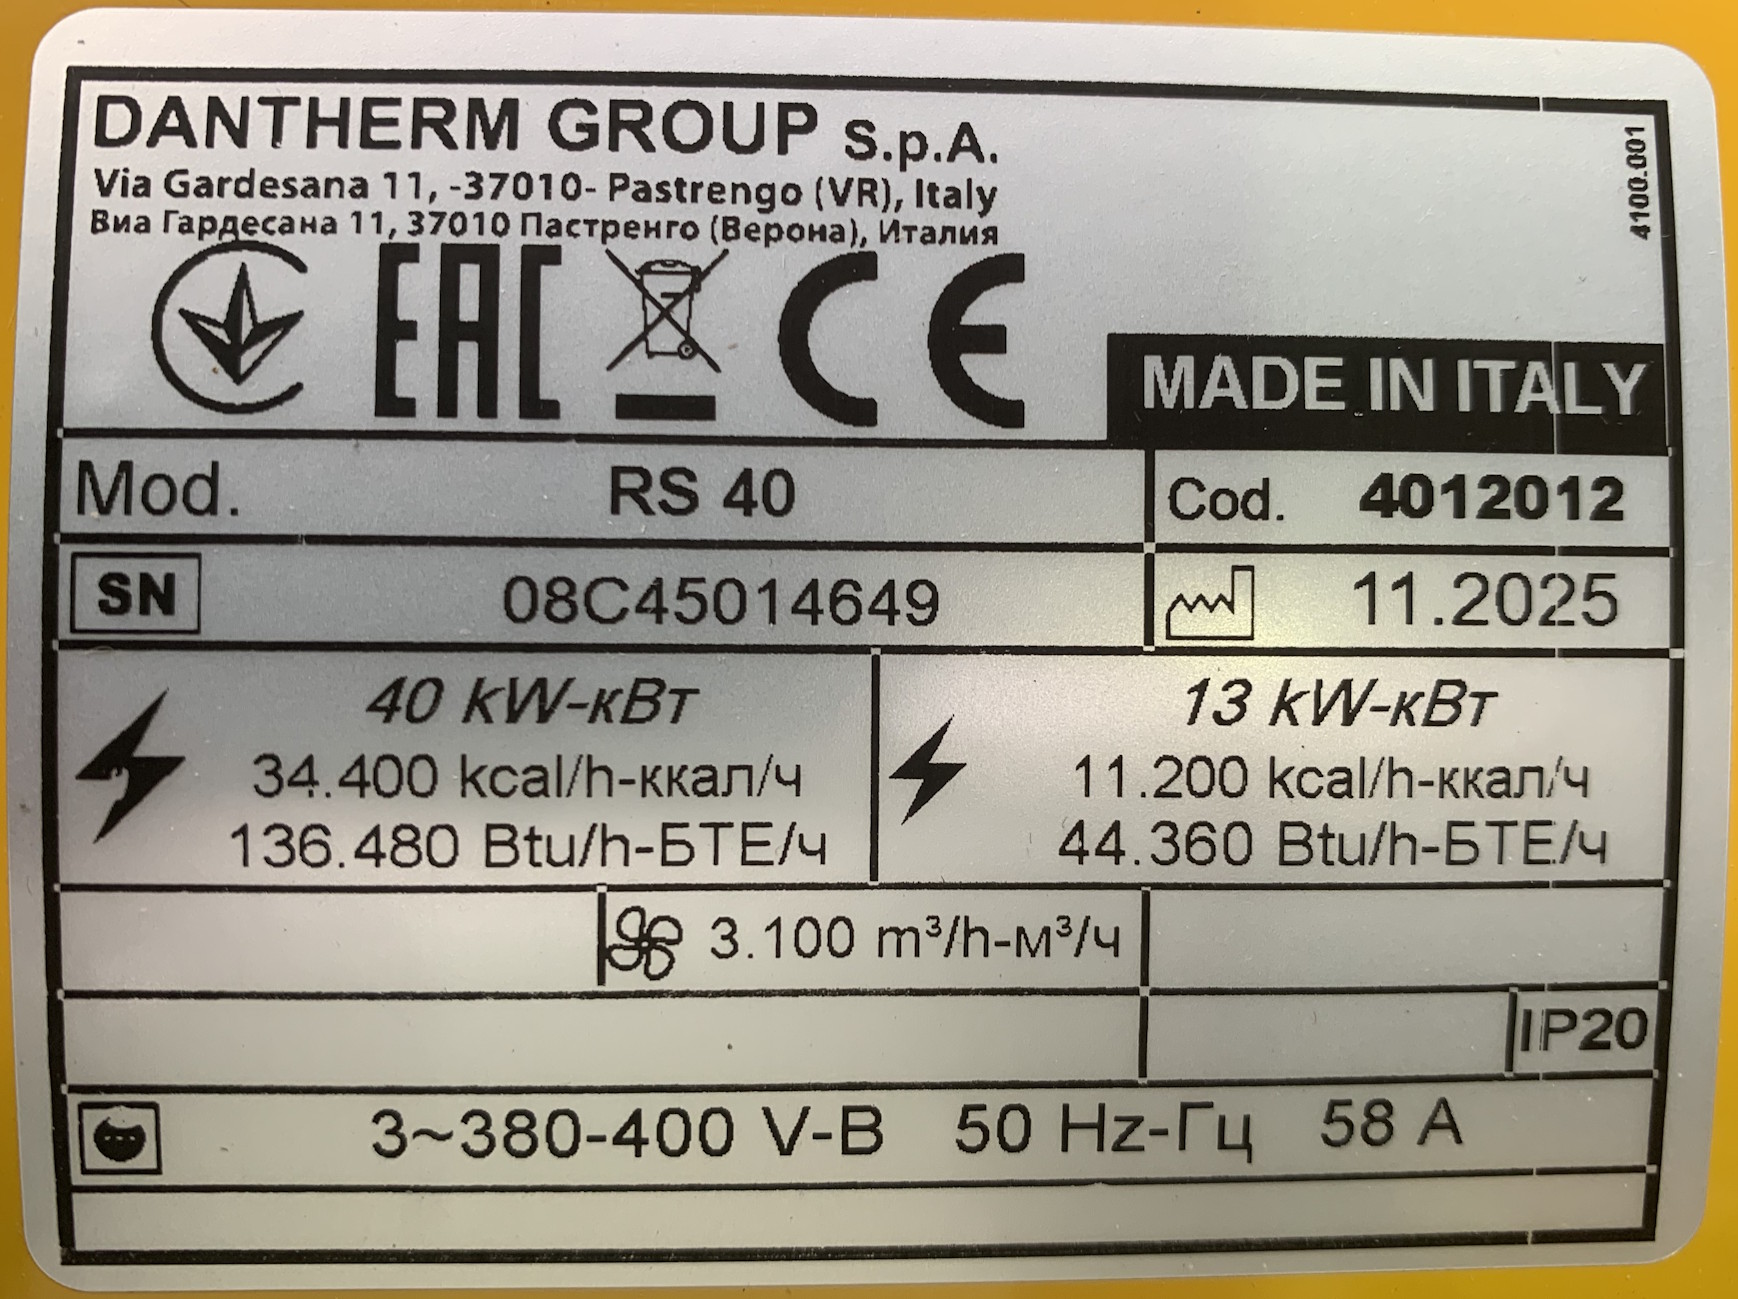 DANTHERM GROUP S.p.A.
Via Gardesana 11, -37010- Pastrengo (VR), Italy
Виа Гардесана 11, 37010 Пастренго (Верона), Италия
4100.001
EAC CE
MADE IN ITALY
Mod. RS 40 Cod. 4012012
SN 08C45014649 11.2025
40 kW-кВт
34.400 kcal/h-ккал/ч
136.480 Btu/h-БТЕ/ч
13 kW-кВт
11.200 kcal/h-ккал/ч
44.360 Btu/h-БТЕ/ч
3.100 m³/h-м³/ч
IP20
3~380-400 V-В 50 Hz-Гц 58 A